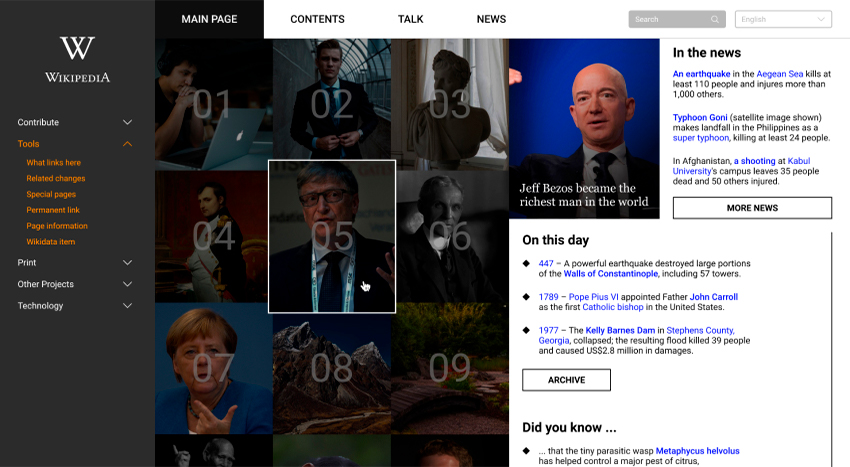 W
WIKIPEDIA
MAIN PAGE
CONTENTS
TALK
NEWS
Search
English
Contribute
Tools
What links here
Related changes
Special pages
Permanent link
Page information
Wikidata item
Print
Other Projects
Technology
01
02
03
04
05
06
07
08
09
Jeff Bezos became the
richest man in the world
In the news
An earthquake in the Aegean Sea kills at
least 110 people and injures more than
1,000 others.
Typhoon Goni (satellite image shown)
makes landfall in the Philippines as a
super typhoon, killing at least 24 people.
In Afghanistan, a shooting at Kabul
University's campus leaves 35 people
dead and 50 others injured.
MORE NEWS
On this day
447 – A powerful earthquake destroyed large portions
of the Walls of Constantinople, including 57 towers.
1789 – Pope Pius VI appointed Father John Carroll
as the first Catholic bishop in the United States.
1977 – The Kelly Barnes Dam in Stephens County,
Georgia, collapsed; the resulting flood killed 39 people
and caused US$2.8 million in damages.
ARCHIVE
Did you know ...
... that the tiny parasitic wasp Metaphycus helvolus
has helped control a major pest of citrus,